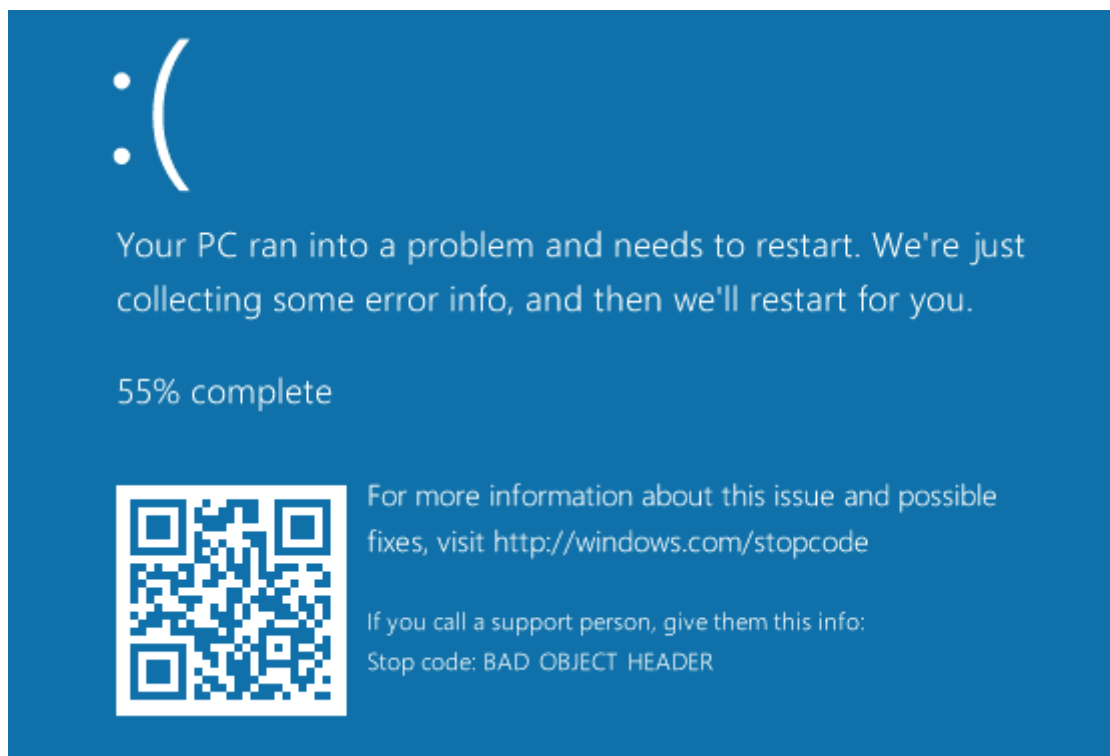 :(
Your PC ran into a problem and needs to restart. We're just
collecting some error info, and then we'll restart for you.
55% complete
For more information about this issue and possible
fixes, visit http://windows.com/stopcode
If you call a support person, give them this info:
Stop code: BAD OBJECT HEADER